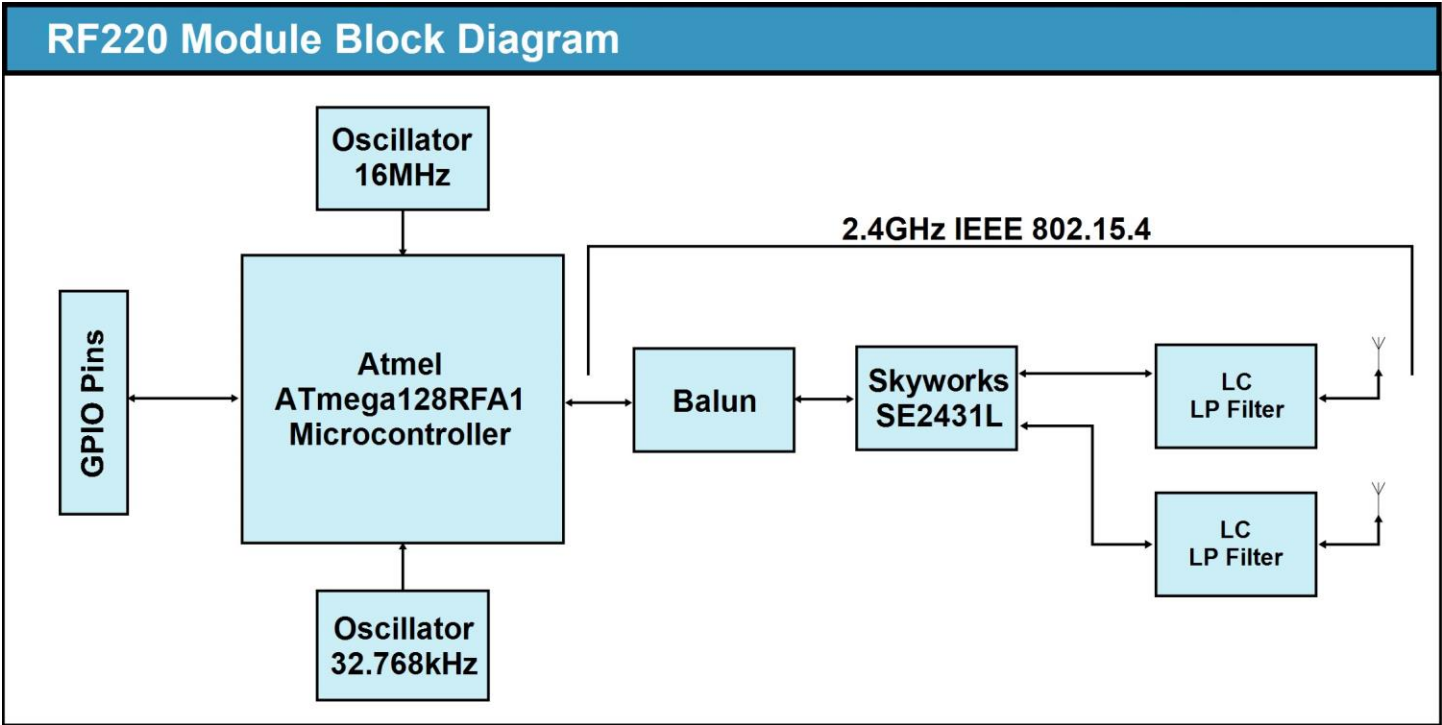 RF220 Module Block Diagram
Oscillator
16MHz
2.4GHz IEEE 802.15.4
GPIO Pins
Atmel
ATmega128RFA1
Microcontroller
Balun
Skyworks
SE2431L
LC
LP Filter
LC
LP Filter
Oscillator
32.768kHz